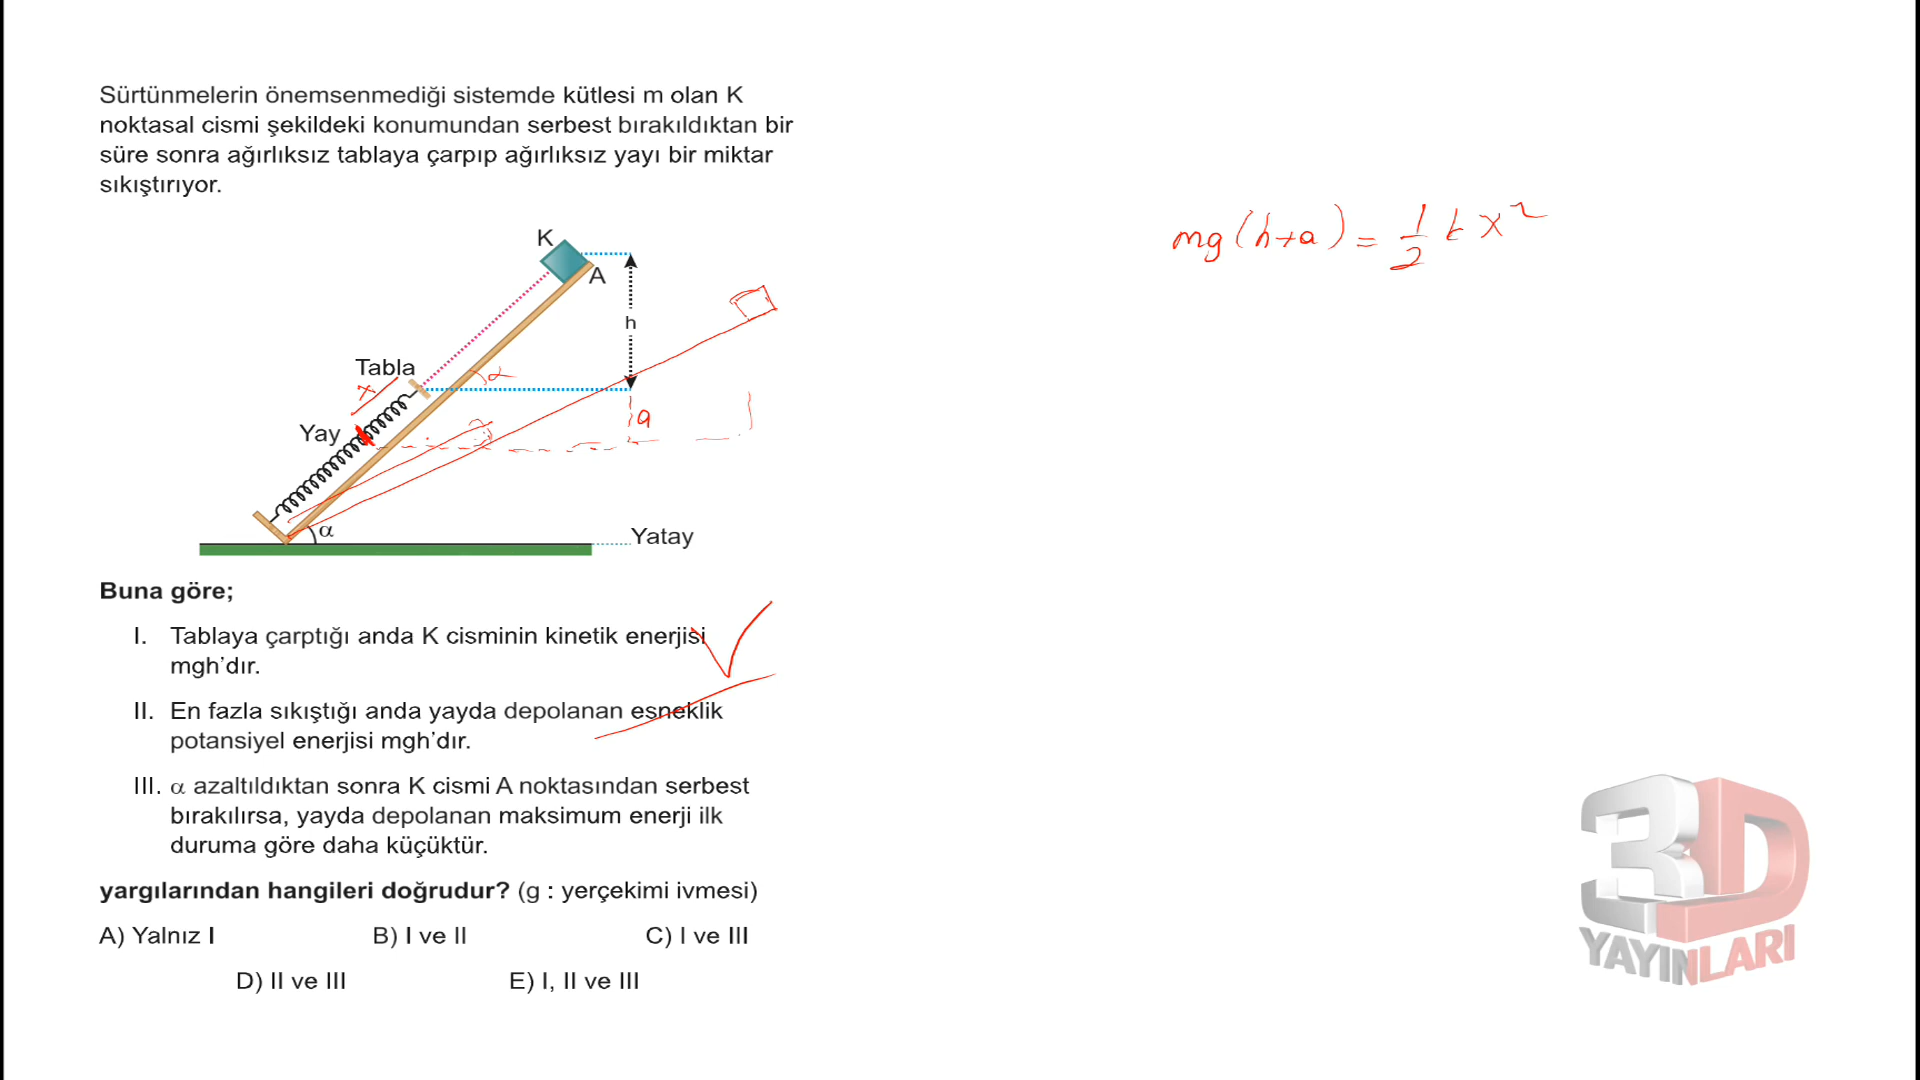 Sürtünmelerin önemsenmediği sistemde kütlesi m olan K
noktasal cismi şekildeki konumundan serbest bırakıldıktan bir
süre sonra ağırlıksız tablaya çarpıp ağırlıksız yayı bir miktar
sıkıştırıyor.
mg(h+a) = 1/2 k x²
K
A
h
Tabla
x
α
a
Yay
α
Yatay
Buna göre;
I. Tablaya çarptığı anda K cisminin kinetik enerjisi
mgh'dır.
II. En fazla sıkıştığı anda yayda depolanan esneklik
potansiyel enerjisi mgh'dır.
III. α azaltıldıktan sonra K cismi A noktasından serbest
bırakılırsa, yayda depolanan maksimum enerji ilk
duruma göre daha küçüktür.
yargılarından hangileri doğrudur? (g : yerçekimi ivmesi)
A) Yalnız I B) I ve II C) I ve III
D) II ve III E) I, II ve III
3D
YAYINLARI